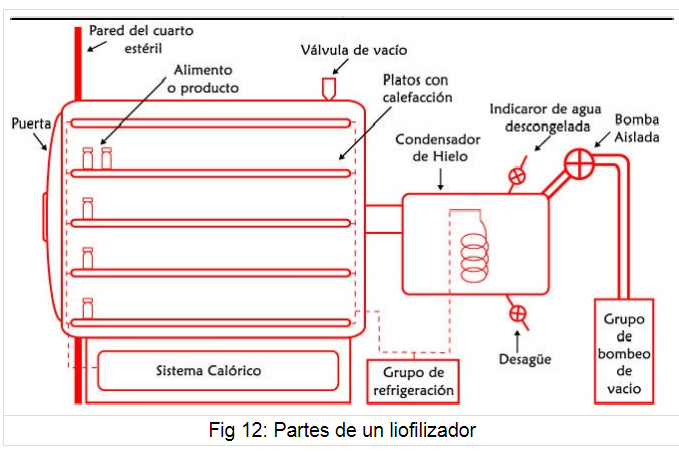 Pared del cuarto
estéril
Válvula de vacío
Alimento
o producto
Platos con
calefacción
Indicaror de agua
descongelada
Bomba
Aislada
Puerta
Condensador
de Hielo
Desagüe
Grupo
de
bombeo
de
vacio
Sistema Calórico
Grupo de
refrigeración
Fig 12: Partes de un liofilizador